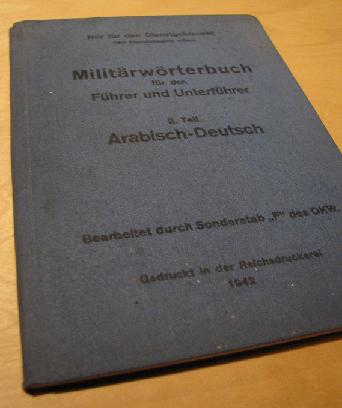 Nur für den Dienstgebrauch!
Militärwörterbuch
für den
Führer und Unterführer
2. Teil
Arabisch-Deutsch
Bearbeitet durch Sonderstab „F" des OKW.
Gedruckt in der Reichsdruckerei
1942